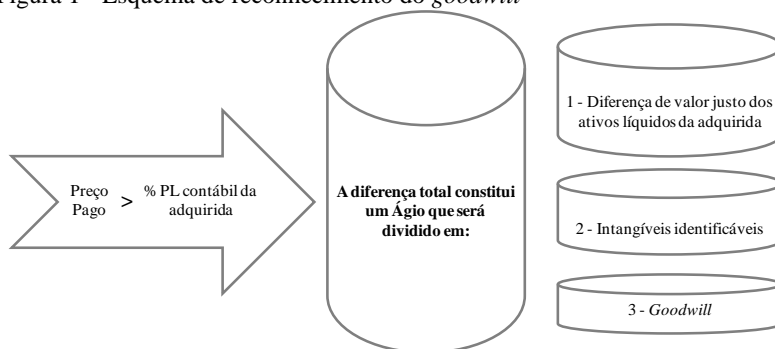 Figura 1 - Esquema de reconhecimento do goodwill
Preço
Pago
>
% PL contábil da
adquirida
A diferença total constitui
um Ágio que será
dividido em:
1 - Diferença de valor justo dos
ativos líquidos da adquirida
2 - Intangíveis identificáveis
3 - Goodwill